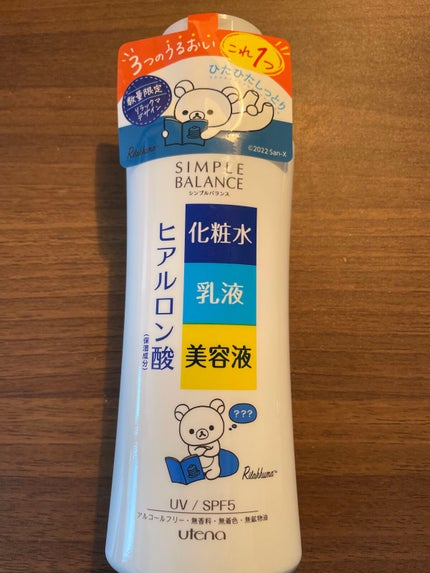 3つのうるおい
これ1つ
ひたひたしっとり
数量限定
リラックマ
デザイン
Rilakkuma
©2022 San-X
SIMPLE
BALANCE
シンプルバランス
ヒアルロン酸
(保湿成分)
化粧水
乳液
美容液
???
Rilakkuma™
UV / SPF5
アルコールフリー・無香料・無着色・無鉱物油
utena